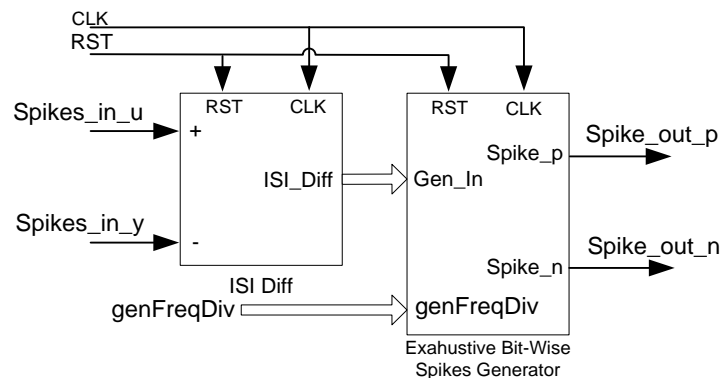 CLK
RST
RST CLK
RST CLK
Spikes_in_u
+
Spike_p
Spike_out_p
ISI_Diff
Gen_In
Spikes_in_y
-
Spike_n
Spike_out_n
ISI Diff
genFreqDiv
genFreqDiv
Exahustive Bit-Wise
Spikes Generator